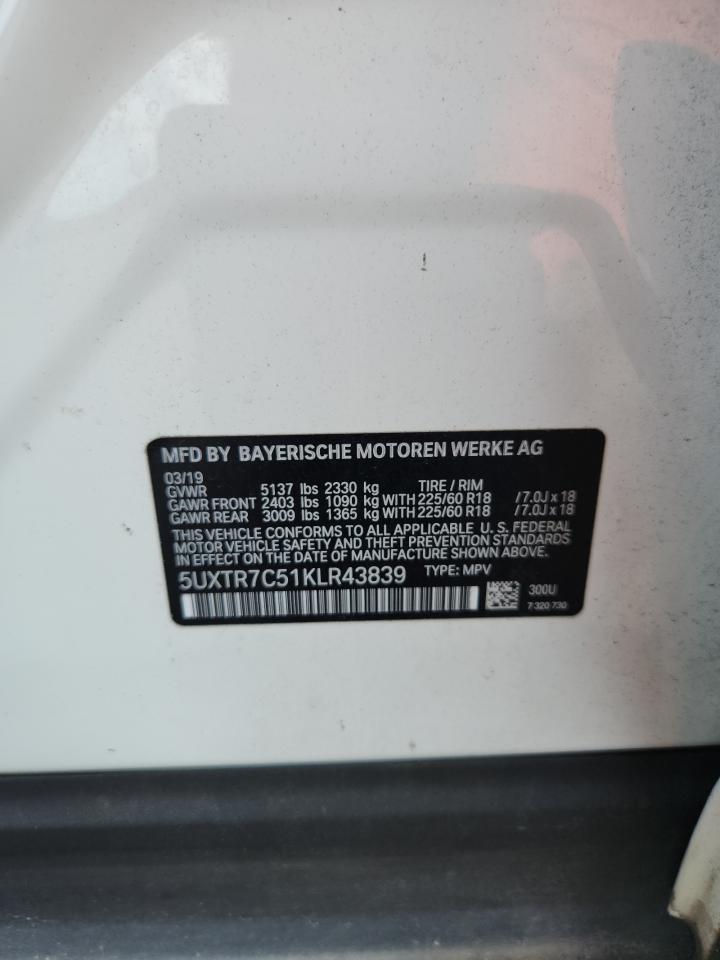 MFD BY BAYERISCHE MOTOREN WERKE AG
03/19
GVWR 5137 lbs 2330 kg TIRE / RIM
GAWR FRONT 2403 lbs 1090 kg WITH 225/60 R18 /7.0J x 18
GAWR REAR 3009 lbs 1365 kg WITH 225/60 R18 /7.0J x 18
THIS VEHICLE CONFORMS TO ALL APPLICABLE U. S. FEDERAL
MOTOR VEHICLE SAFETY AND THEFT PREVENTION STANDARDS
IN EFFECT ON THE DATE OF MANUFACTURE SHOWN ABOVE.
5UXTR7C51KLR43839 TYPE: MPV
300U
7 320 730